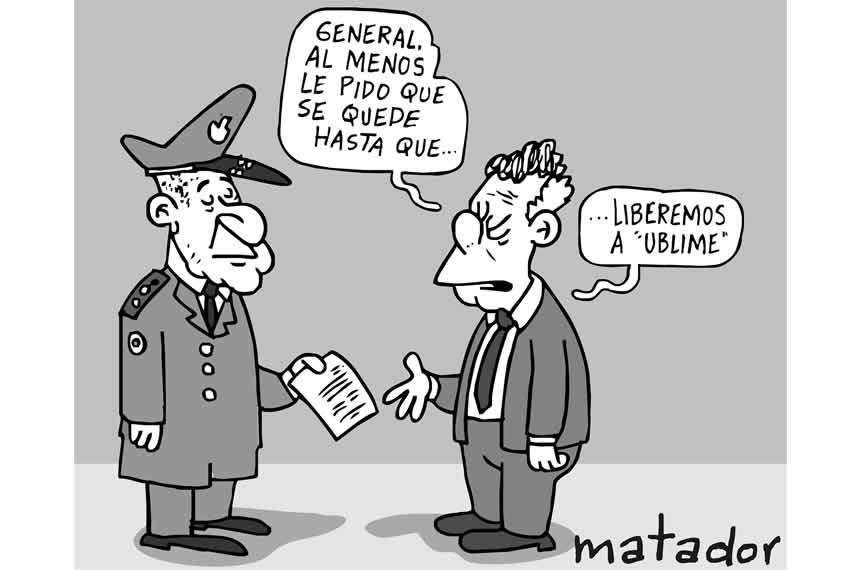 GENERAL,
AL MENOS
LE PIDO QUE
SE QUEDE
HASTA QUE...
...LIBEREMOS
A "UBLIME"
matador